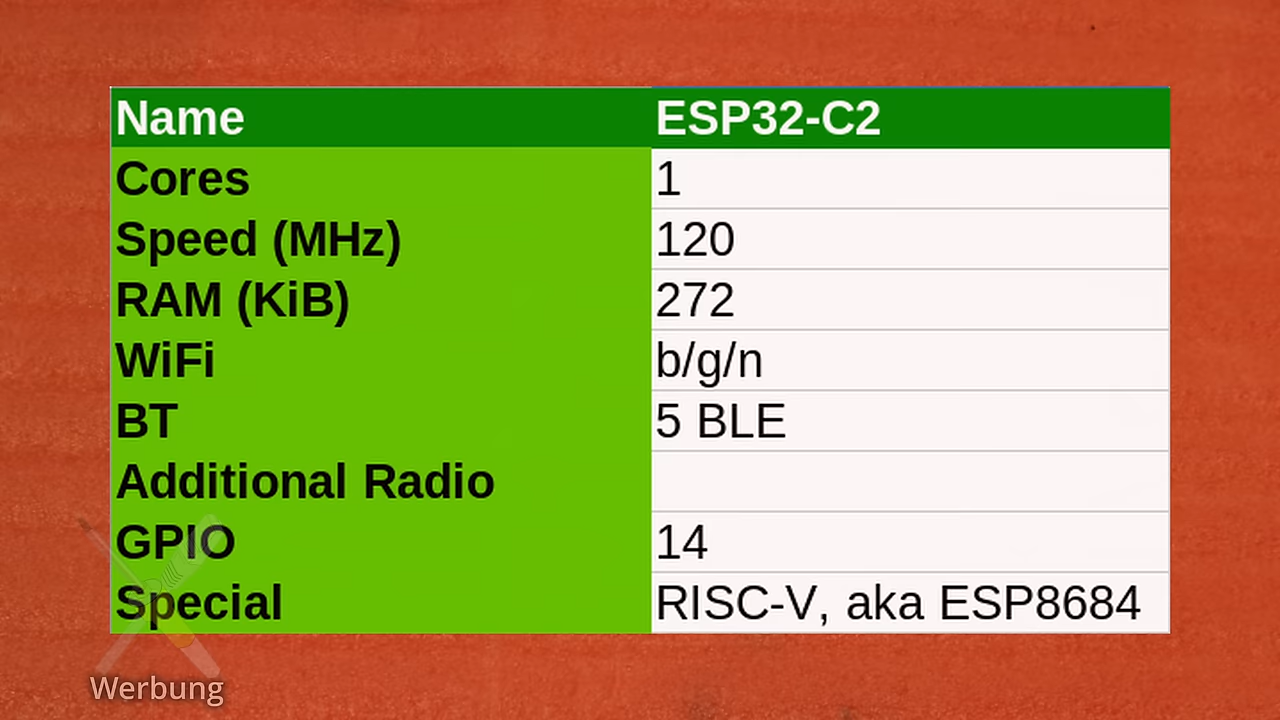 Name ESP32-C2
Cores 1
Speed (MHz) 120
RAM (KiB) 272
WiFi b/g/n
BT 5 BLE
Additional Radio
GPIO 14
Special RISC-V, aka ESP8684
Werbung